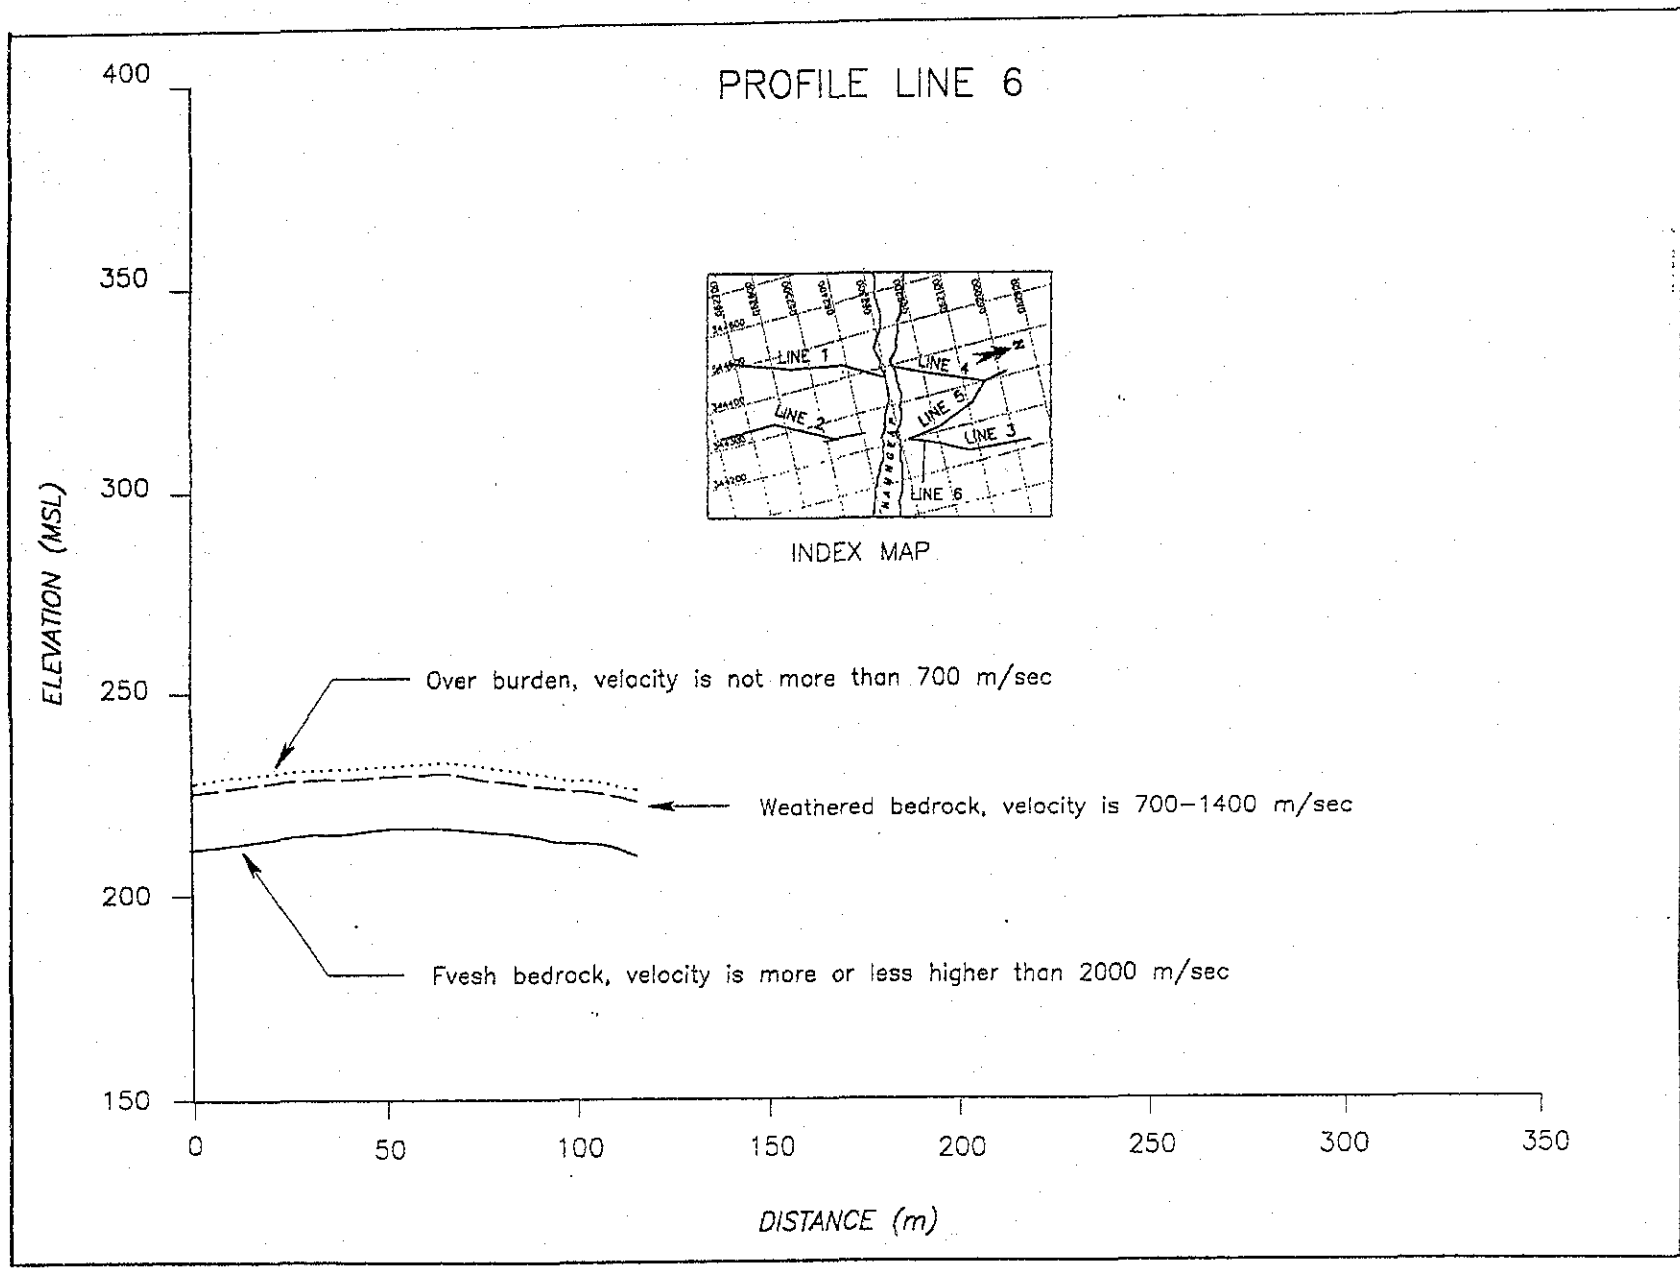 PROFILE LINE 6
400
350
300
250
200
150
ELEVATION (MSL)
LINE 1
LINE 4
N
LINE 2
LINE 5
LINE 3
LINE 6
344400
344300
344200
INDEX MAP
Over burden, velocity is not more than 700 m/sec
Weathered bedrock, velocity is 700-1400 m/sec
Fvesh bedrock, velocity is more or less higher than 2000 m/sec
0 50 100 150 200 250 300 350
DISTANCE (m)